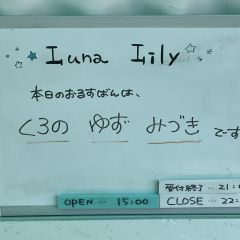 Luna Lily
本日のおるすばんは、
くろの ゆず みづき です
受付終了… 21:
OPEN … 15:00
CLOSE … 22: